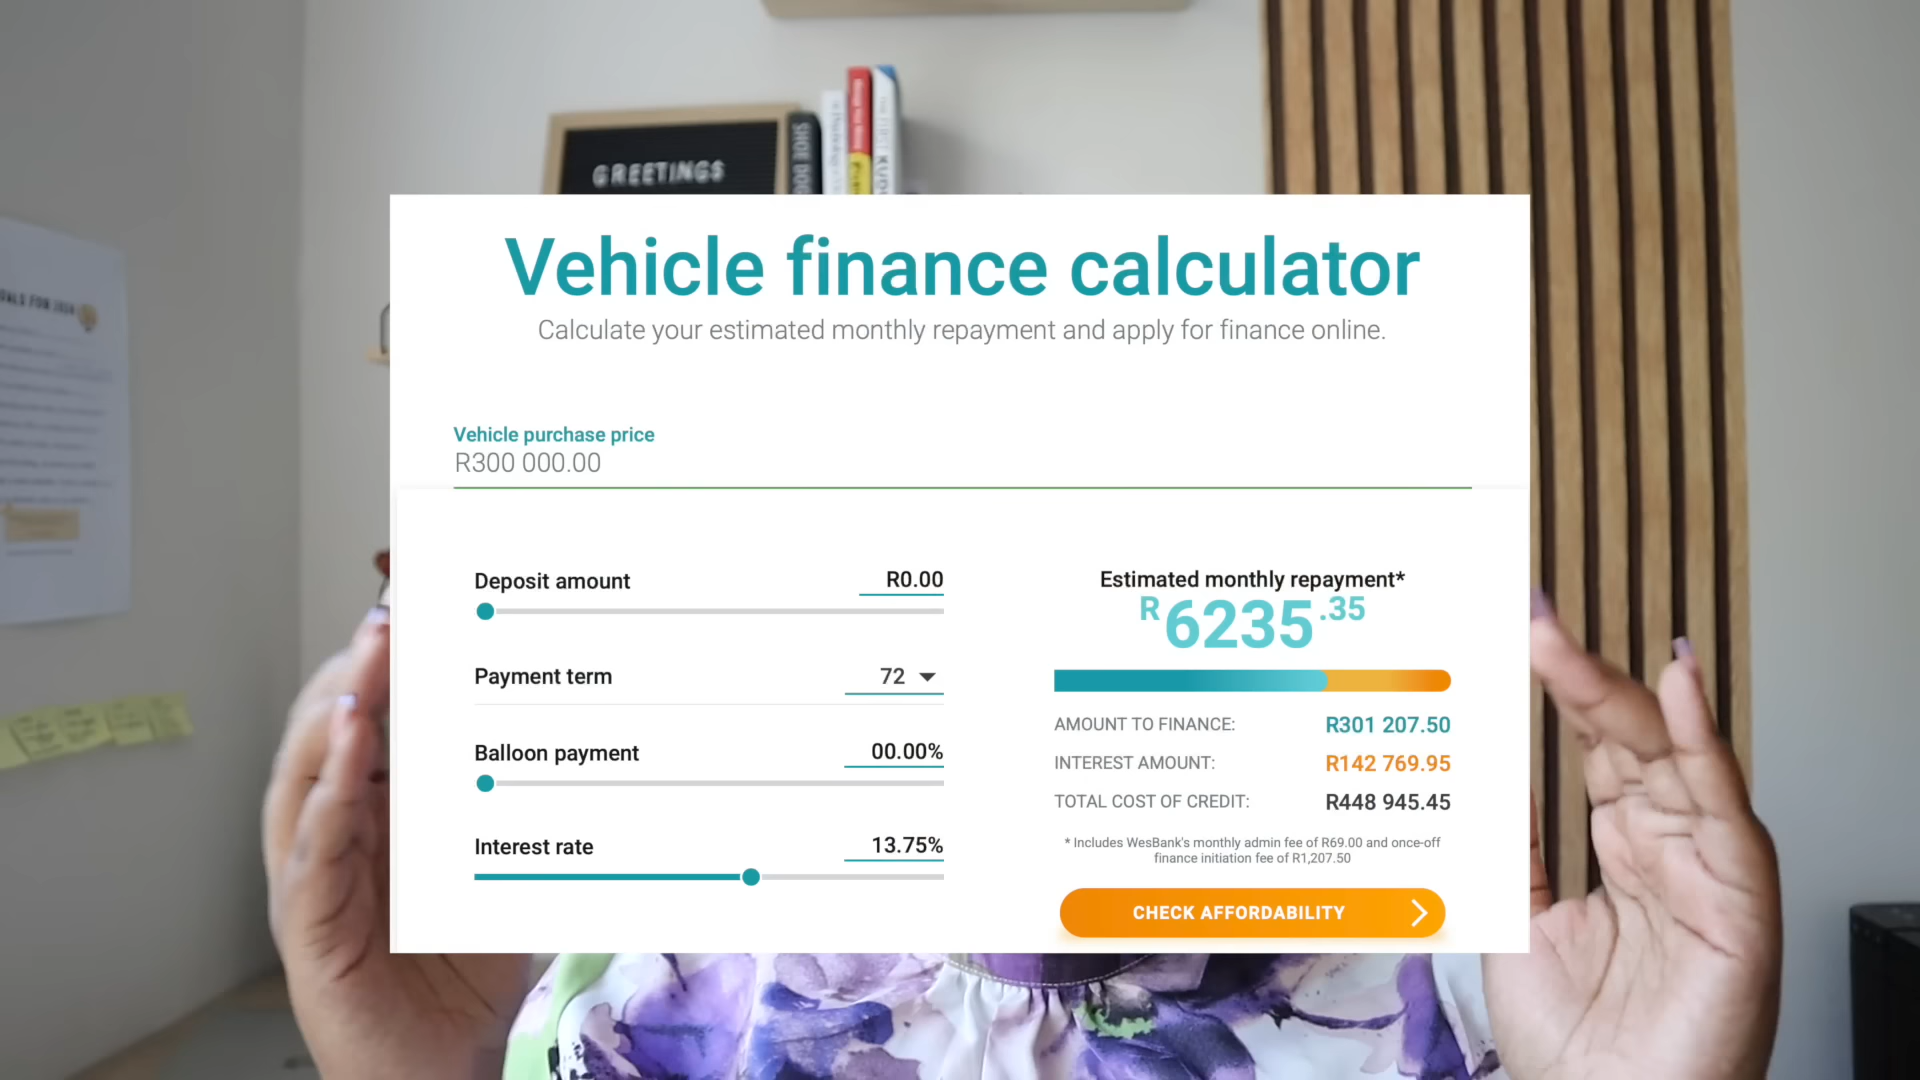 GREETINGS
SHOE DOG
Vehicle finance calculator
Calculate your estimated monthly repayment and apply for finance online.
Vehicle purchase price
R300 000.00
Deposit amount
R0.00
Payment term
72
Balloon payment
00.00%
Interest rate
13.75%
Estimated monthly repayment*
R6235.35
AMOUNT TO FINANCE:
R301 207.50
INTEREST AMOUNT:
R142 769.95
TOTAL COST OF CREDIT:
R448 945.45
* Includes WesBank's monthly admin fee of R69.00 and once-off
finance initiation fee of R1,207.50
CHECK AFFORDABILITY